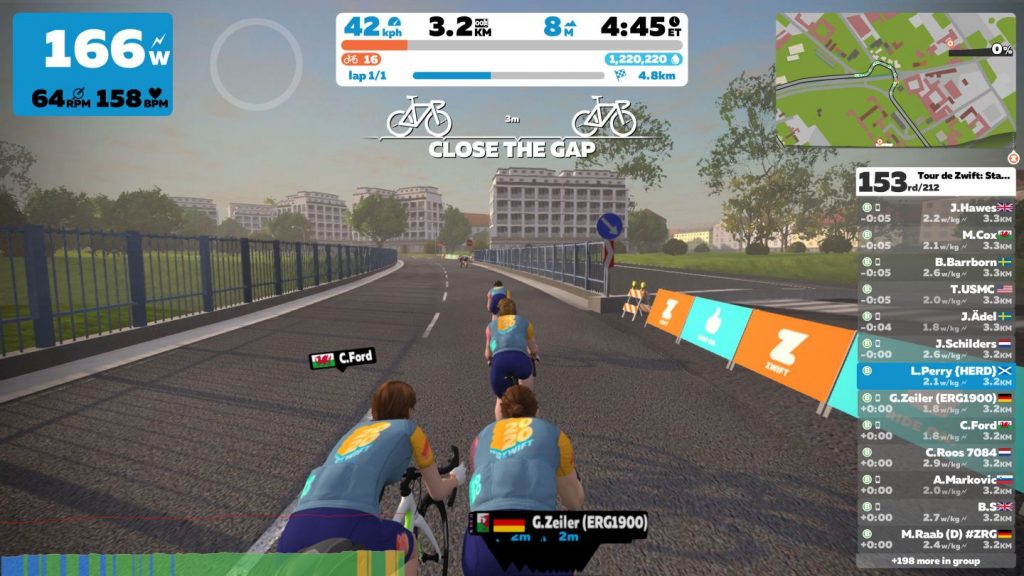 166w
64RPM 158BPM
42kph 3.2KM 8M 4:45ET
16 1,220,220
lap 1/1 4.8km
3m
CLOSE THE GAP
0%
153rd/212 Tour de Zwift: Sta...
J.Hawes
-0:05 2.2w/kg 3.3KM
M.Cox
-0:05 2.1w/kg 3.3KM
B.Barrborn
-0:05 2.6w/kg 3.3KM
T.USMC
-0:05 2.0w/kg 3.3KM
J.Ädel
-0:04 1.8w/kg 3.3KM
J.Schilders
-0:00 2.6w/kg 3.2KM
L.Perry (HERD)
2.1w/kg 3.2KM
G.Zeiler (ERG1900)
+0:00 1.8w/kg 3.2KM
C.Ford
+0:00 1.8w/kg 3.2KM
C.Roos 7084
+0:00 2.9w/kg 3.2KM
A.Markovic
+0:00 2.0w/kg 3.2KM
B.S
+0:00 2.7w/kg 3.2KM
M.Raab (D) #ZRG
+0:00 2.4w/kg 3.2KM
+198 more in group
Z
ZWIFT
RIDE ON
C.Ford
20
20
ZWIFT
G.Zeiler (ERG1900)
2m 2m